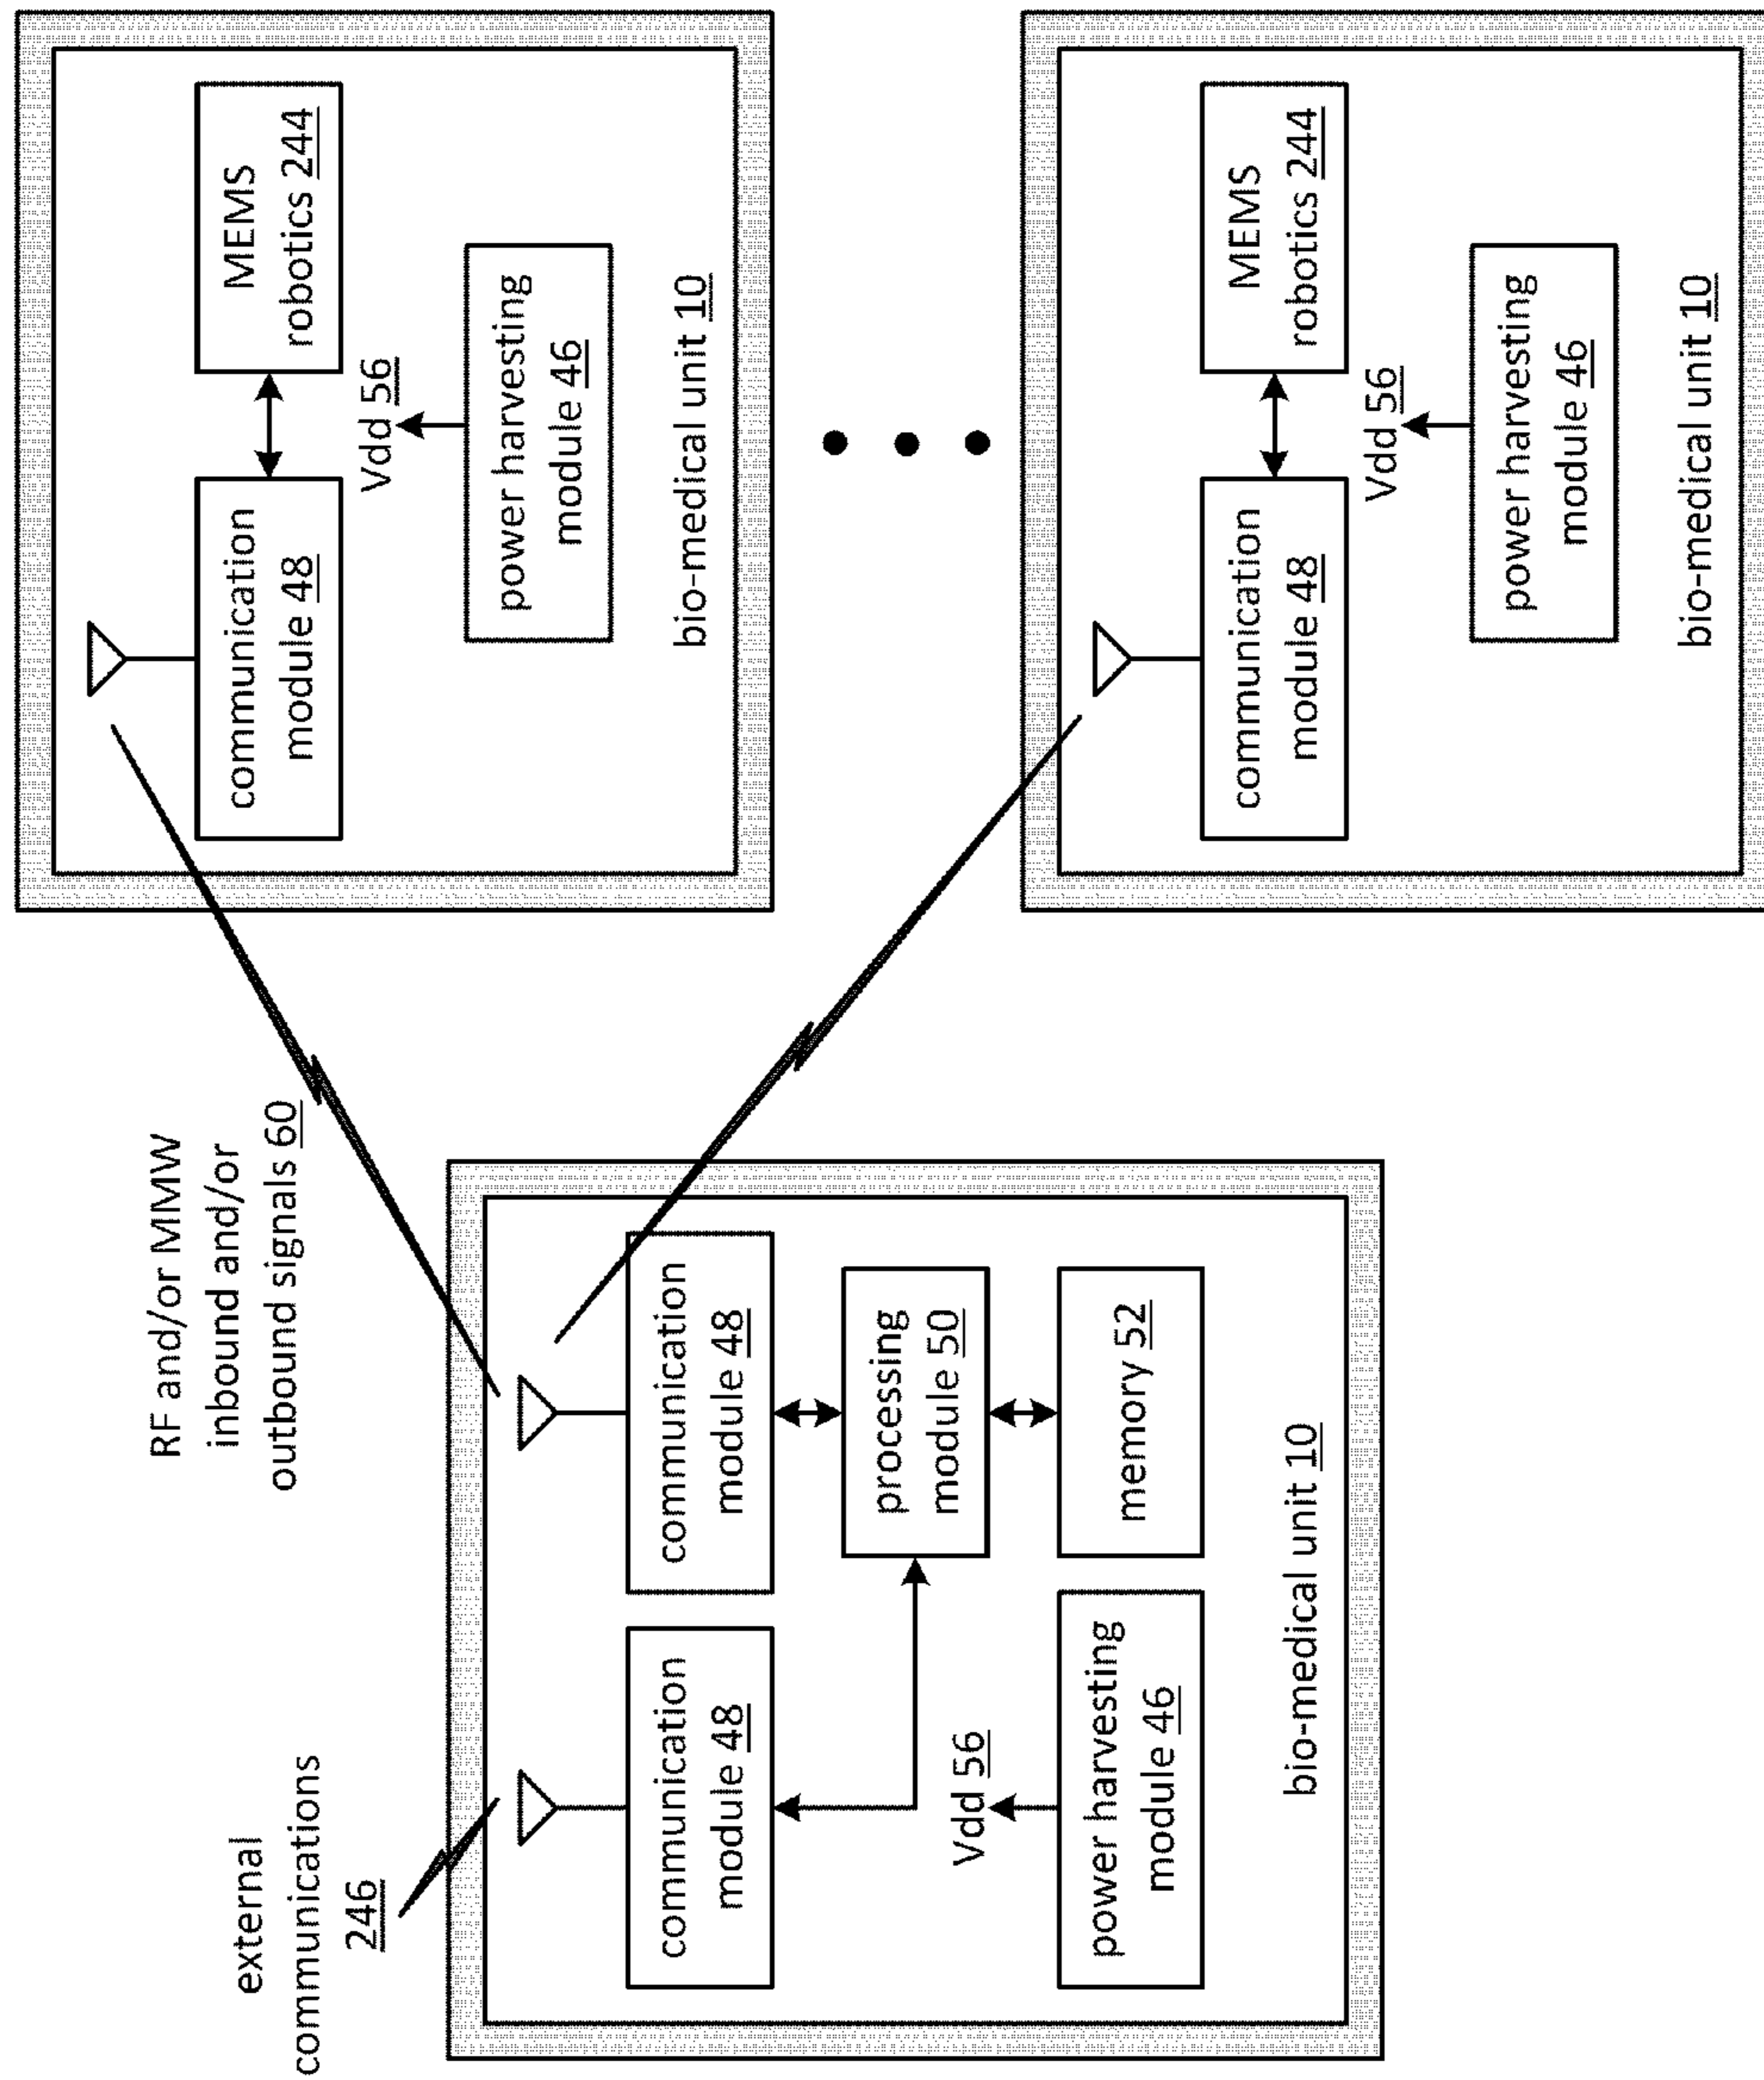 external
communications
246
RF and/or MMW
inbound and/or
outbound signals 60
communication
module 48
communication
module 48
processing
module 50
Vdd 56
power harvesting
module 46
memory 52
bio-medical unit 10
communication
module 48
MEMS
robotics 244
Vdd 56
power harvesting
module 46
bio-medical unit 10
communication
module 48
MEMS
robotics 244
Vdd 56
power harvesting
module 46
bio-medical unit 10